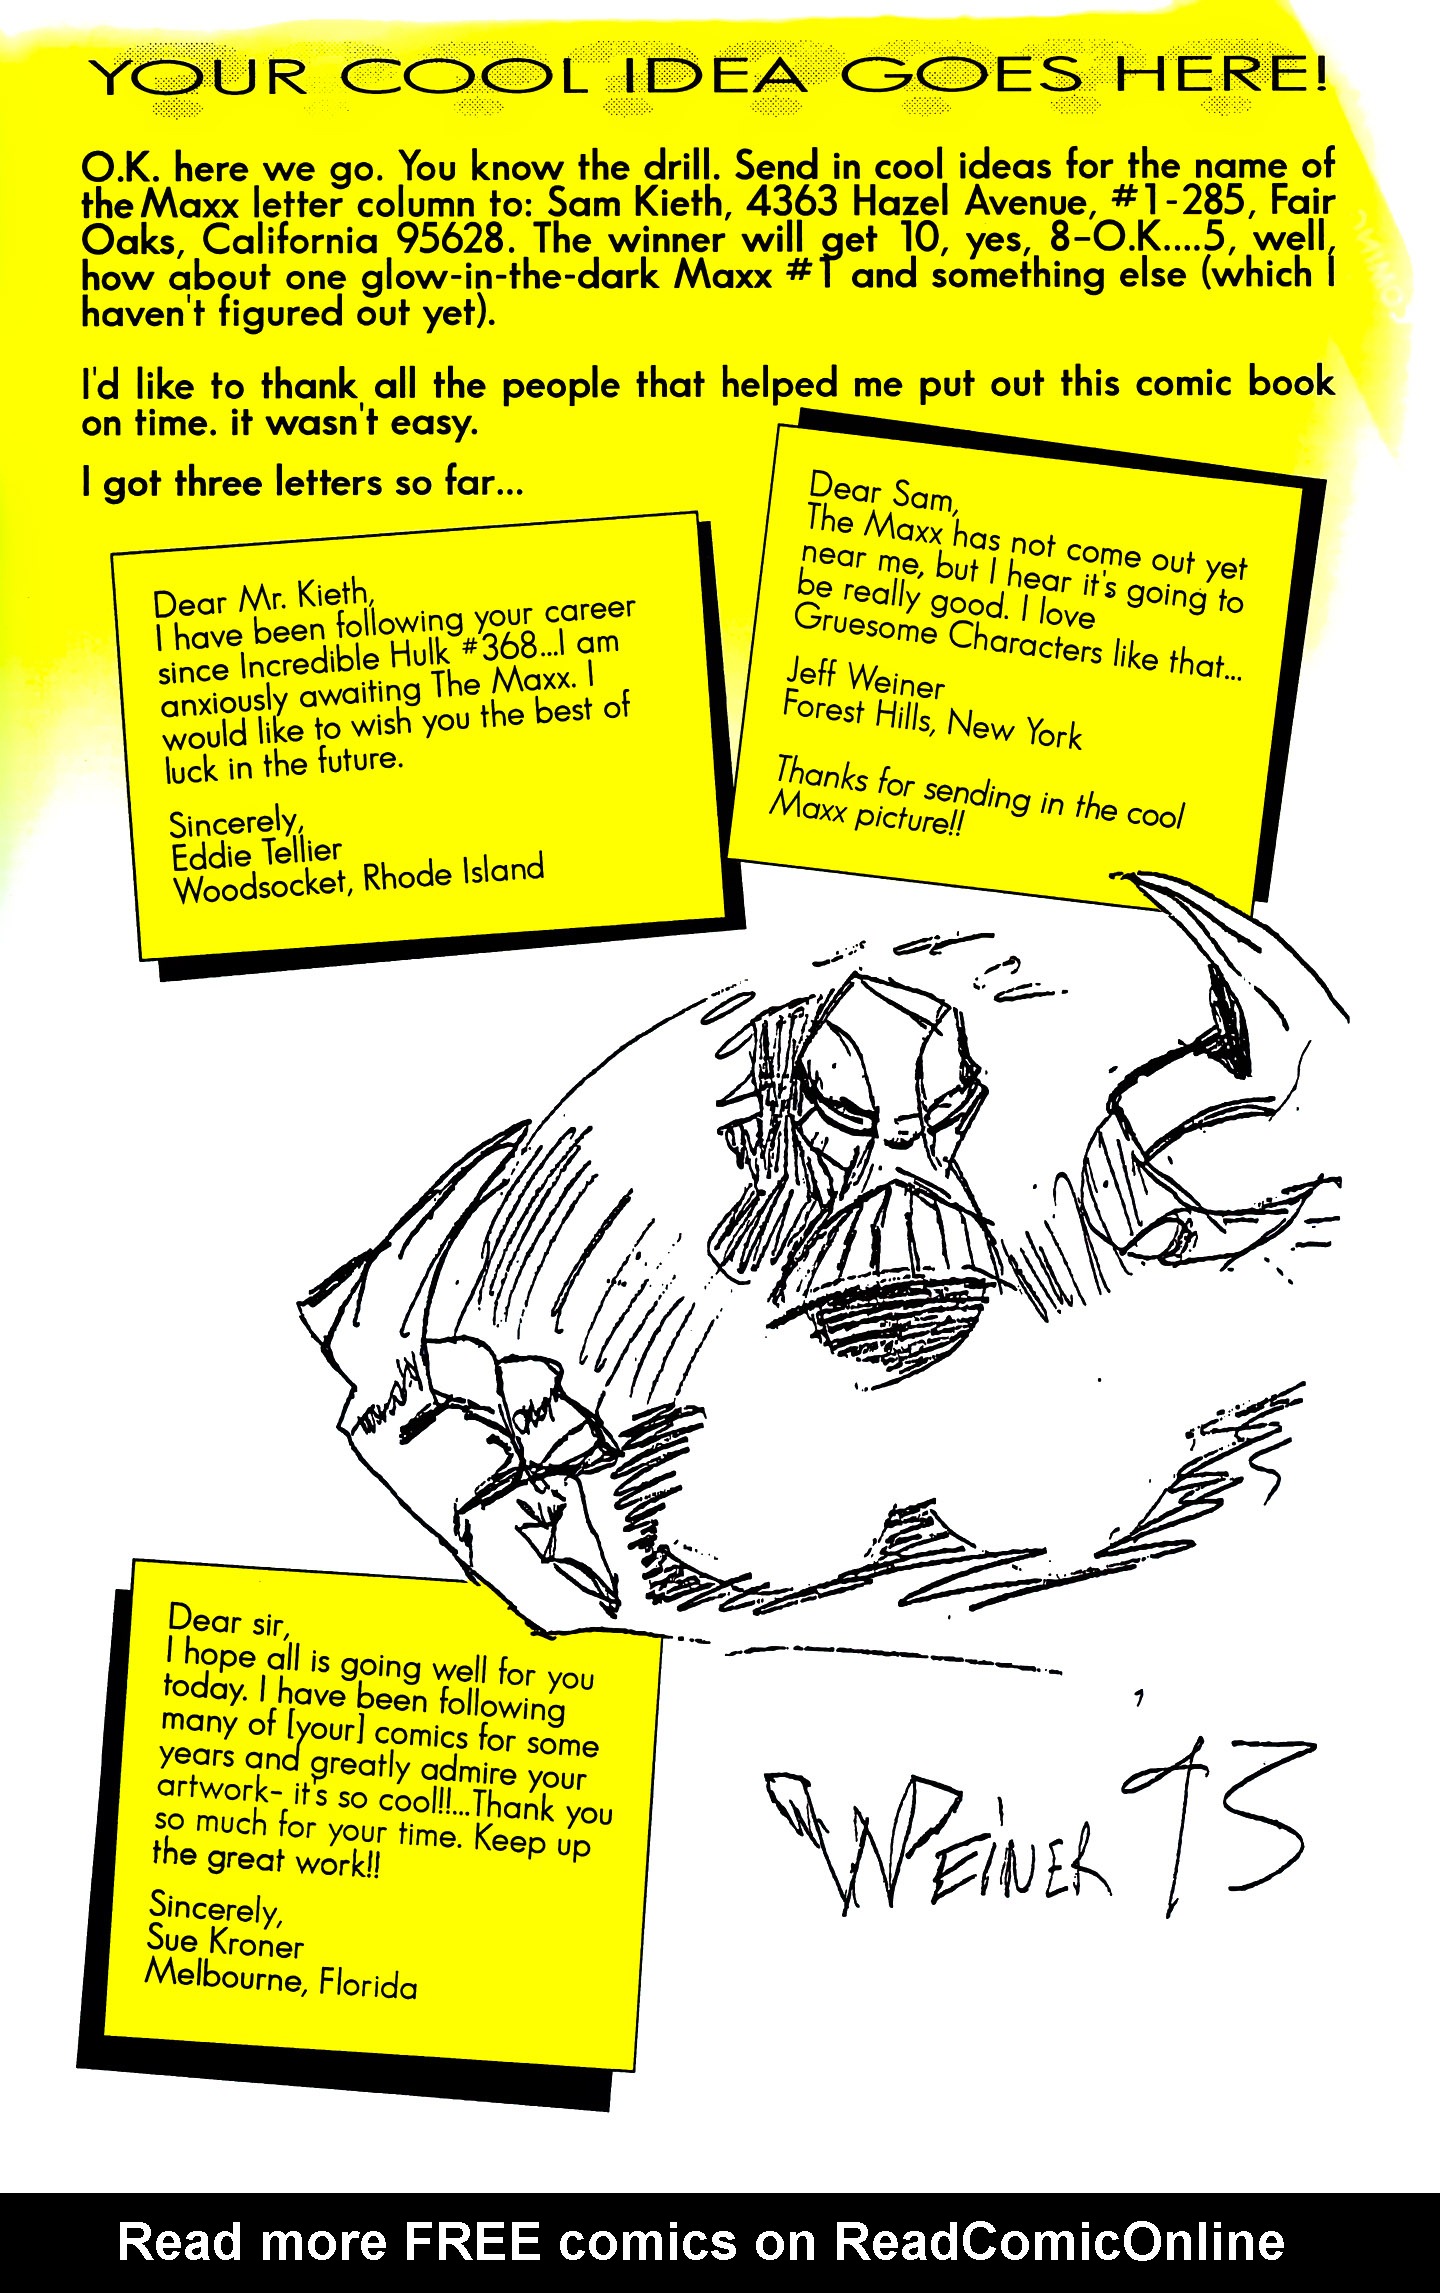 YOUR COOL IDEA GOES HERE!
O.K. here we go. You know the drill. Send in cool ideas for the name of
the Maxx letter column to: Sam Kieth, 4363 Hazel Avenue, #1-285, Fair
Oaks, California 95628. The winner will get 10, yes, 8-O.K....5, well,
how about one glow-in-the-dark Maxx #1 and something else (which I
haven't figured out yet).
I'd like to thank all the people that helped me put out this comic book
on time. it wasn't easy.
I got three letters so far...
Dear Mr. Kieth,
I have been following your career
since Incredible Hulk #368...I am
anxiously awaiting The Maxx. I
would like to wish you the best of
luck in the future.
Sincerely,
Eddie Tellier
Woodsocket, Rhode Island
Dear Sam,
The Maxx has not come out yet
near me, but I hear it's going to
be really good. I love
Gruesome Characters like that...
Jeff Weiner
Forest Hills, New York
Thanks for sending in the cool
Maxx picture!!
Dear sir,
I hope all is going well for you
today. I have been following
many of [your] comics for some
years and greatly admire your
artwork- it's so cool!!!...Thank you
so much for your time. Keep up
the great work!!
Sincerely,
Sue Kroner
Melbourne, Florida
WEINER '93
Read more FREE comics on ReadComicOnline